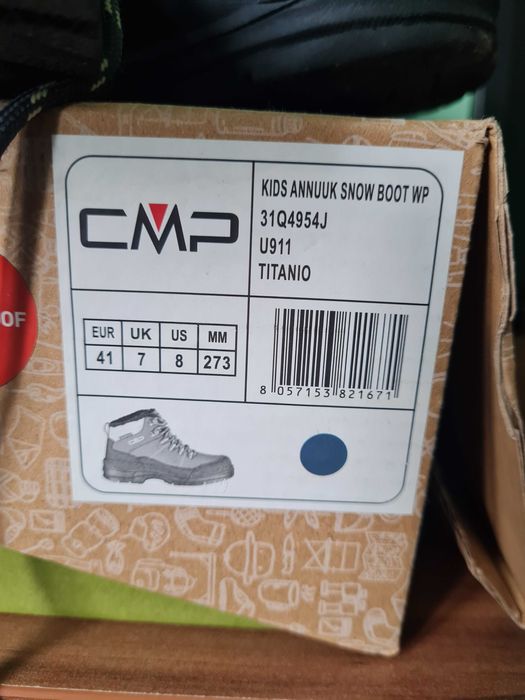 CMP
KIDS ANNUUK SNOW BOOT WP
31Q4954J
U911
TITANIO
EUR UK US MM
41 7 8 273
8 057153 821671
OF